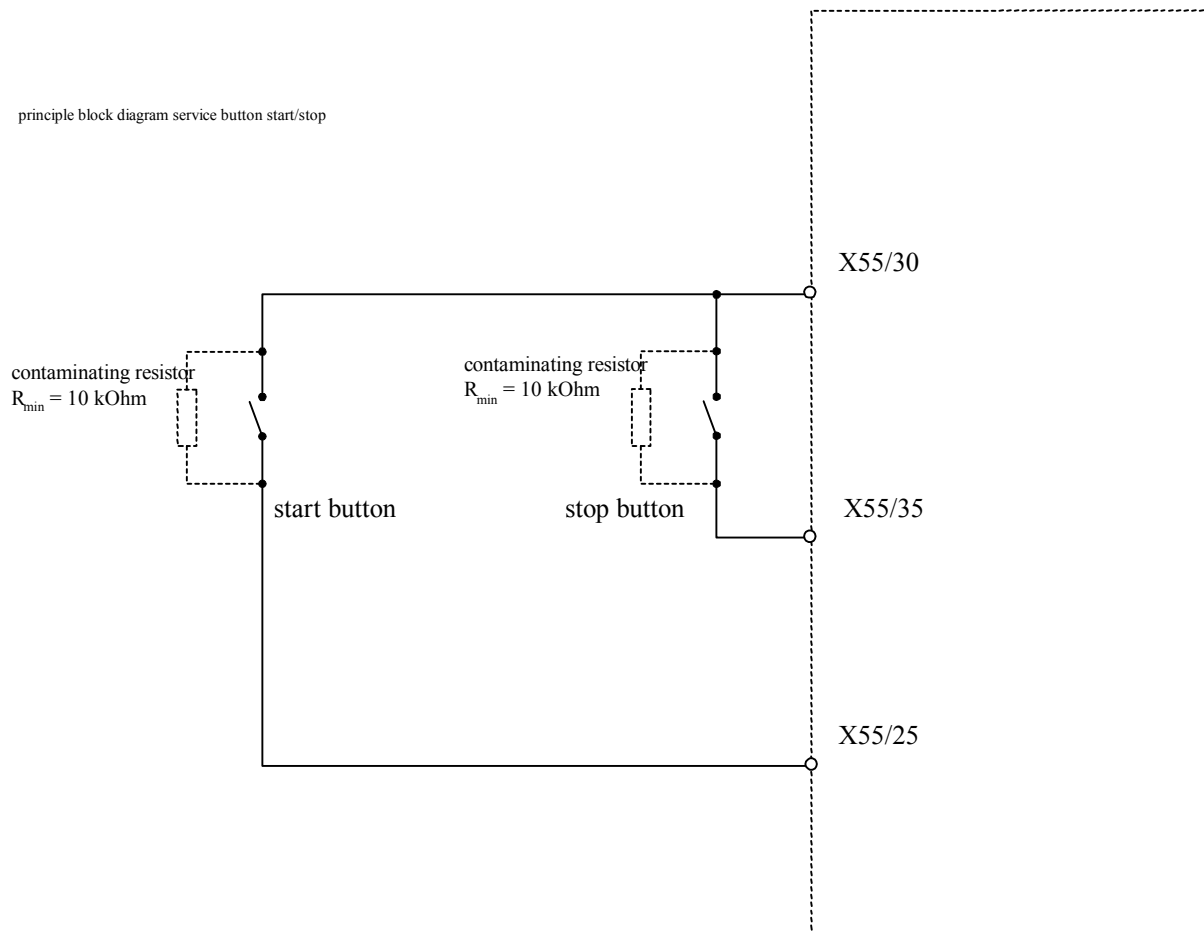 principle block diagram service button start/stop
X55/30
contaminating resistor
R_min = 10 kOhm
contaminating resistor
R_min = 10 kOhm
start button
stop button
X55/35
X55/25